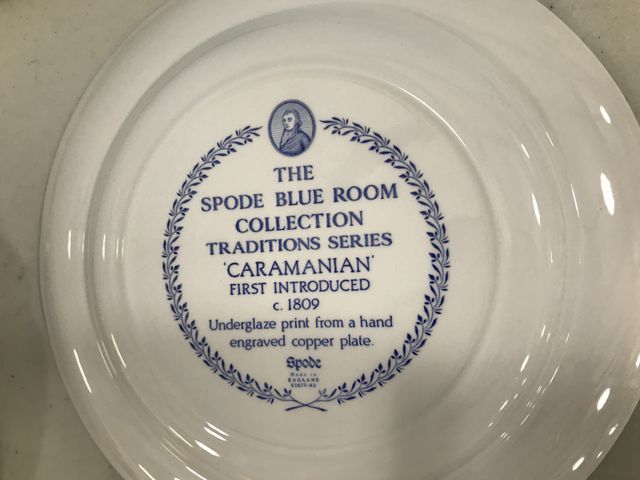 THE
SPODE BLUE ROOM
COLLECTION
TRADITIONS SERIES
'CARAMANIAN'
FIRST INTRODUCED
c. 1809
Underglaze print from a hand
engraved copper plate.
Spode
MADE IN
ENGLAND